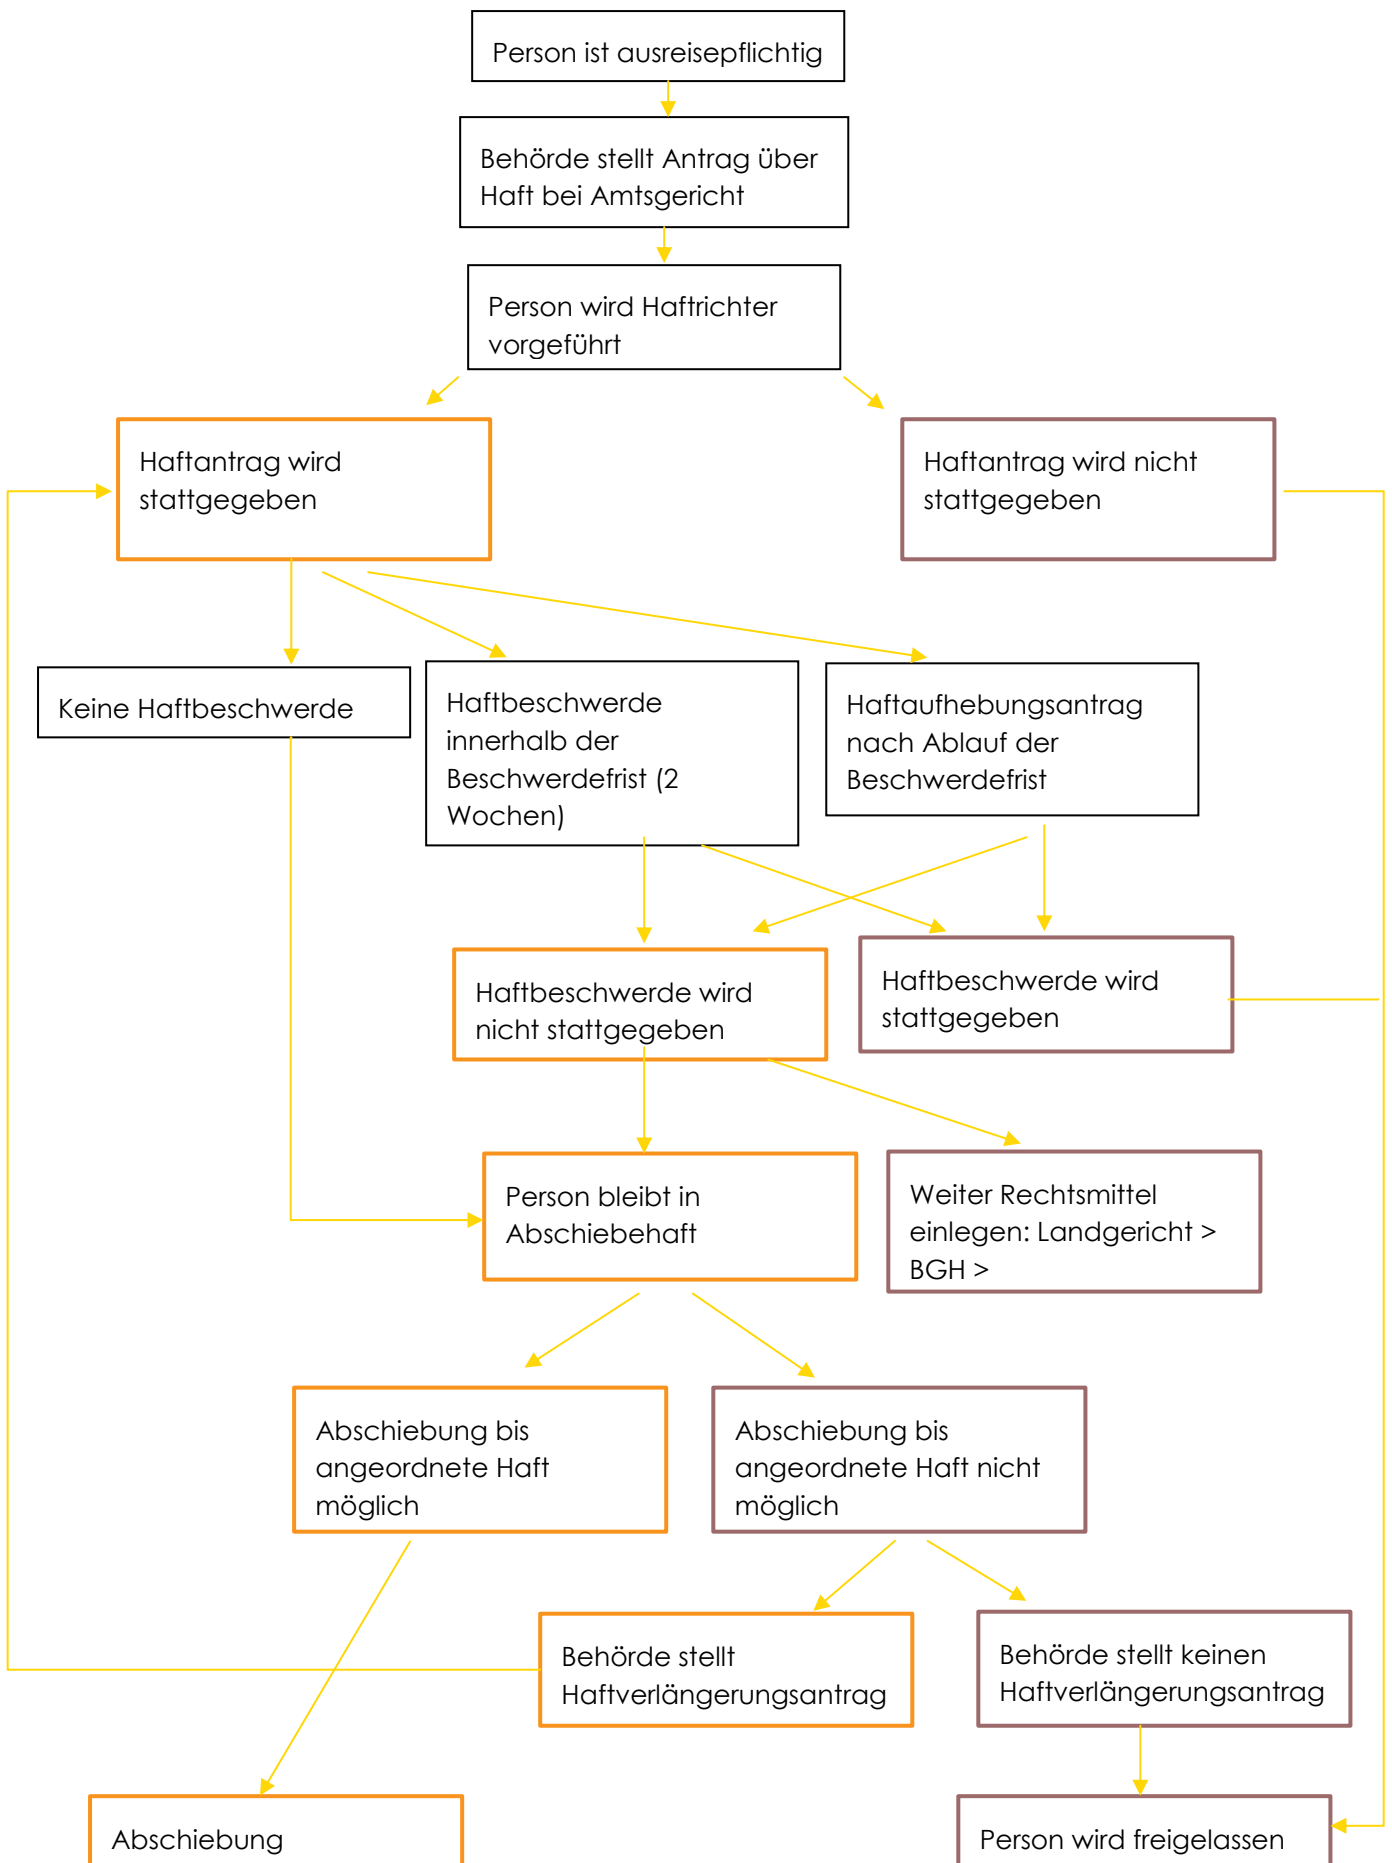 Person ist ausreisepflichtig
Behörde stellt Antrag über
Haft bei Amtsgericht
Person wird Haftrichter
vorgeführt
Haftantrag wird
stattgegeben
Haftantrag wird nicht
stattgegeben
Keine Haftbeschwerde
Haftbeschwerde
innerhalb der
Beschwerdefrist (2
Wochen)
Haftaufhebungsantrag
nach Ablauf der
Beschwerdefrist
Haftbeschwerde wird
nicht stattgegeben
Haftbeschwerde wird
stattgegeben
Person bleibt in
Abschiebehaft
Weiter Rechtsmittel
einlegen: Landgericht >
BGH >
Abschiebung bis
angeordnete Haft
möglich
Abschiebung bis
angeordnete Haft nicht
möglich
Behörde stellt
Haftverlängerungsantrag
Behörde stellt keinen
Haftverlängerungsantrag
Abschiebung
Person wird freigelassen